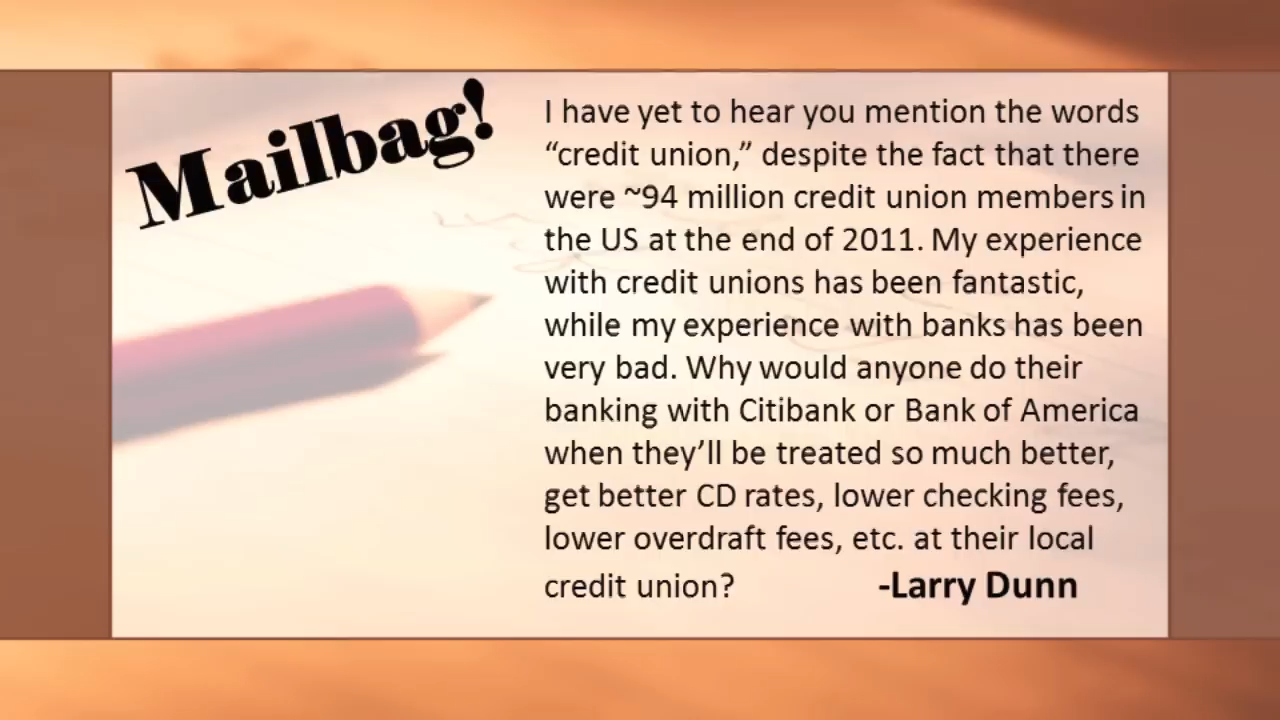 Mailbag!
I have yet to hear you mention the words
“credit union,” despite the fact that there
were ~94 million credit union members in
the US at the end of 2011. My experience
with credit unions has been fantastic,
while my experience with banks has been
very bad. Why would anyone do their
banking with Citibank or Bank of America
when they’ll be treated so much better,
get better CD rates, lower checking fees,
lower overdraft fees, etc. at their local
credit union? -Larry Dunn